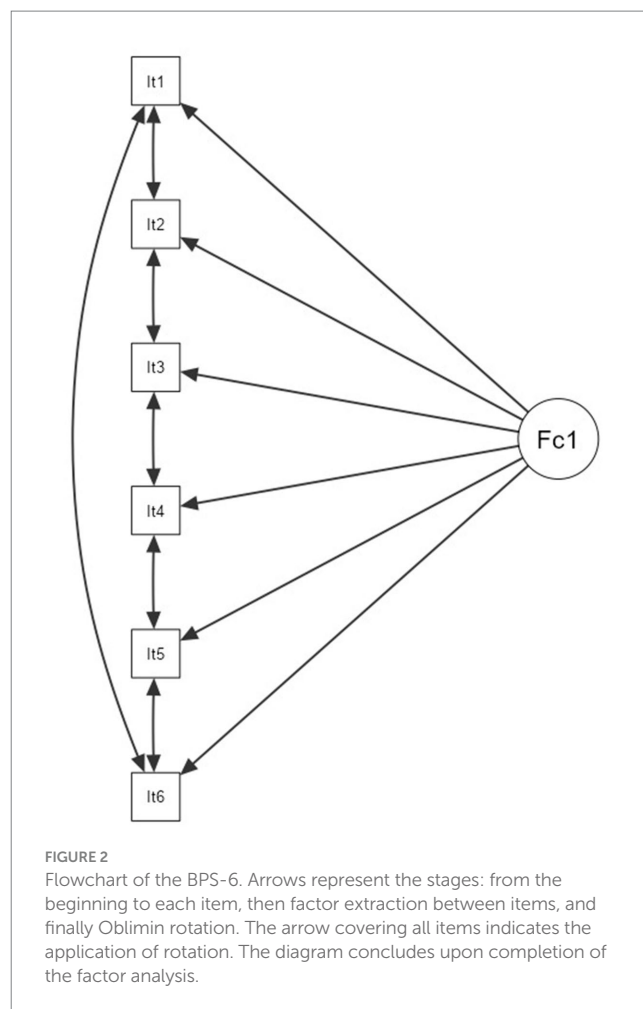 It1
It2
It3
Fc1
It4
It5
It6
FIGURE 2
Flowchart of the BPS-6. Arrows represent the stages: from the
beginning to each item, then factor extraction between items, and
finally Oblimin rotation. The arrow covering all items indicates the
application of rotation. The diagram concludes upon completion of
the factor analysis.